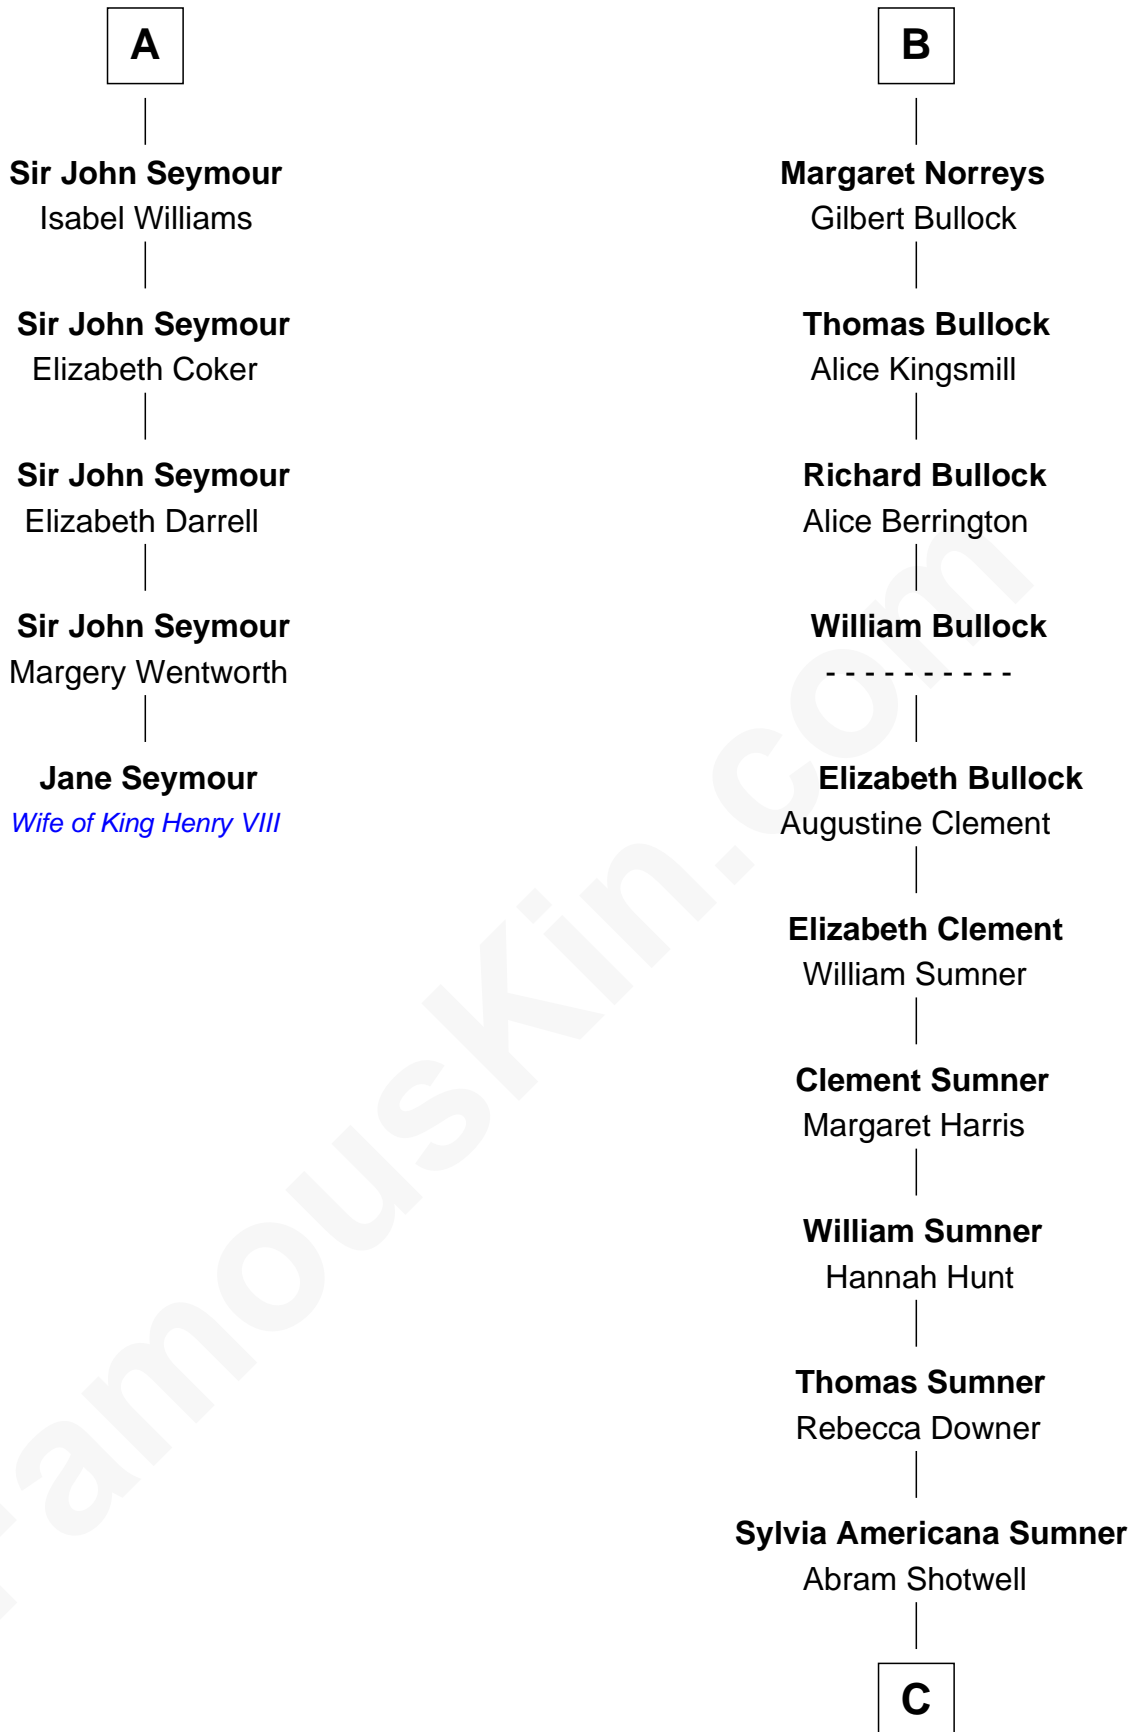 A
Sir John Seymour
Isabel Williams
Sir John Seymour
Elizabeth Coker
Sir John Seymour
Elizabeth Darrell
Sir John Seymour
Margery Wentworth
Jane Seymour
Wife of King Henry VIII
B
Margaret Norreys
Gilbert Bullock
Thomas Bullock
Alice Kingsmill
Richard Bullock
Alice Berrington
William Bullock
- - - - - - - - - -
Elizabeth Bullock
Augustine Clement
Elizabeth Clement
William Sumner
Clement Sumner
Margaret Harris
William Sumner
Hannah Hunt
Thomas Sumner
Rebecca Downer
Sylvia Americana Sumner
Abram Shotwell
C
FamousKin.com